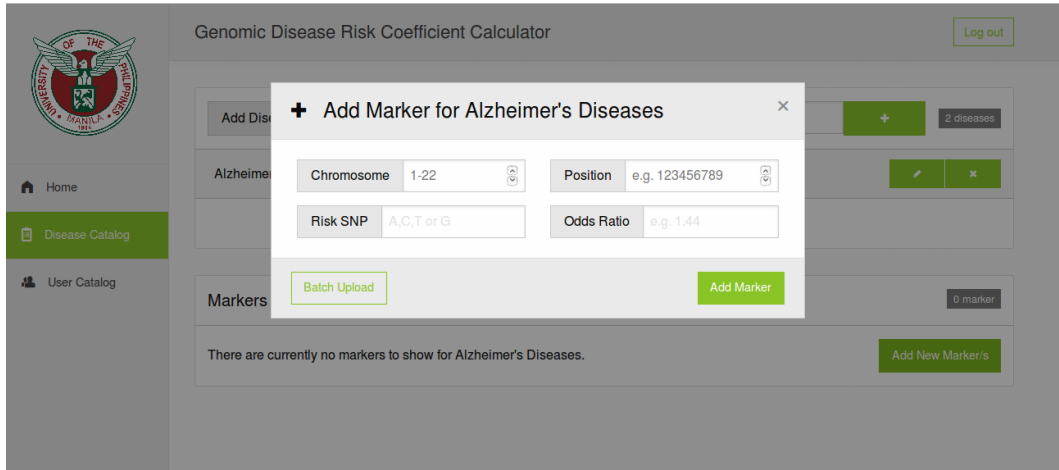 UNIVERSITY OF THE PHILIPPINES
MANILA
Genomic Disease Risk Coefficient Calculator
Log out
Home
Disease Catalog
User Catalog
Add Dise
+
2 diseases
Alzheime
+ Add Marker for Alzheimer's Diseases ×
Chromosome 1-22
Position e.g. 123456789
Risk SNP A,C,T or G
Odds Ratio e.g. 1.44
Batch Upload
Add Marker
Markers
0 marker
There are currently no markers to show for Alzheimer's Diseases.
Add New Marker/s